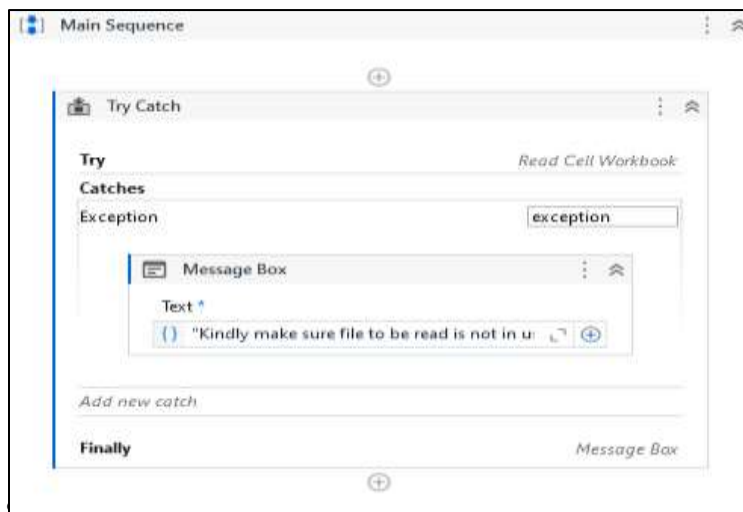 Main Sequence
Try Catch
Try Read Cell Workbook
Catches
Exception exception
Message Box
Text *
"Kindly make sure file to be read is not in
Add new catch
Finally Message Box